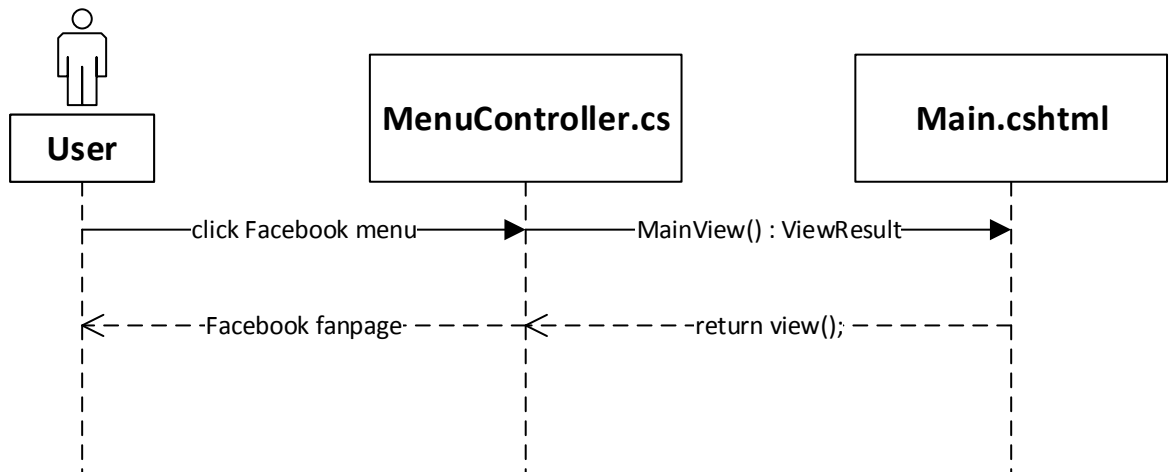 User
MenuController.cs
Main.cshtml
click Facebook menu
MainView() : ViewResult
Facebook fanpage
return view();